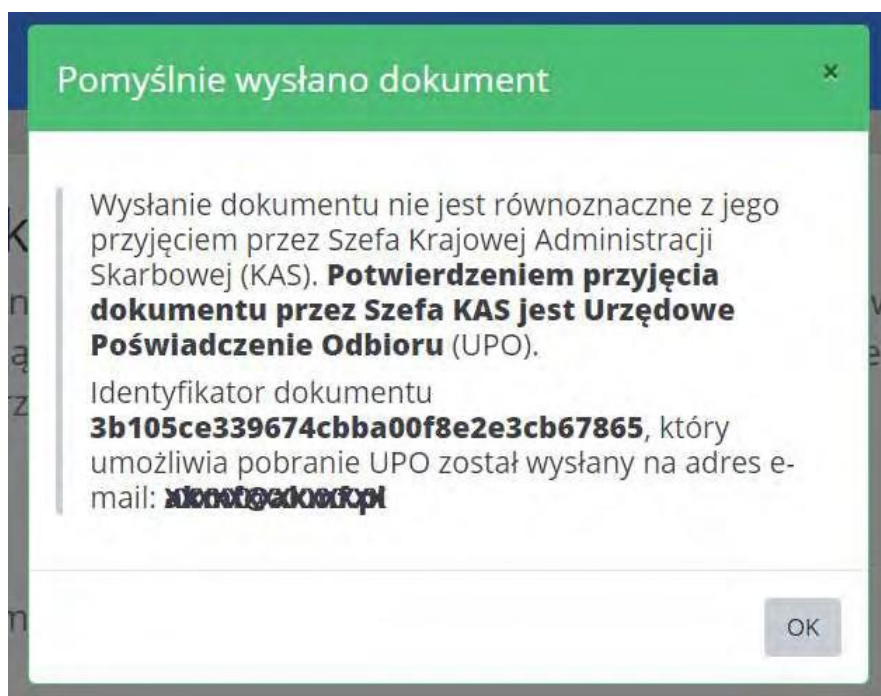 Pomyślnie wysłano dokument
×
Wysłanie dokumentu nie jest równoznaczne z jego
przyjęciem przez Szefa Krajowej Administracji
Skarbowej (KAS). Potwierdzeniem przyjęcia
dokumentu przez Szefa KAS jest Urzędowe
Poświadczenie Odbioru (UPO).
Identyfikator dokumentu
3b105ce339674cbba00f8e2e3cb67865, który
umożliwia pobranie UPO został wysłany na adres e-
mail:
OK